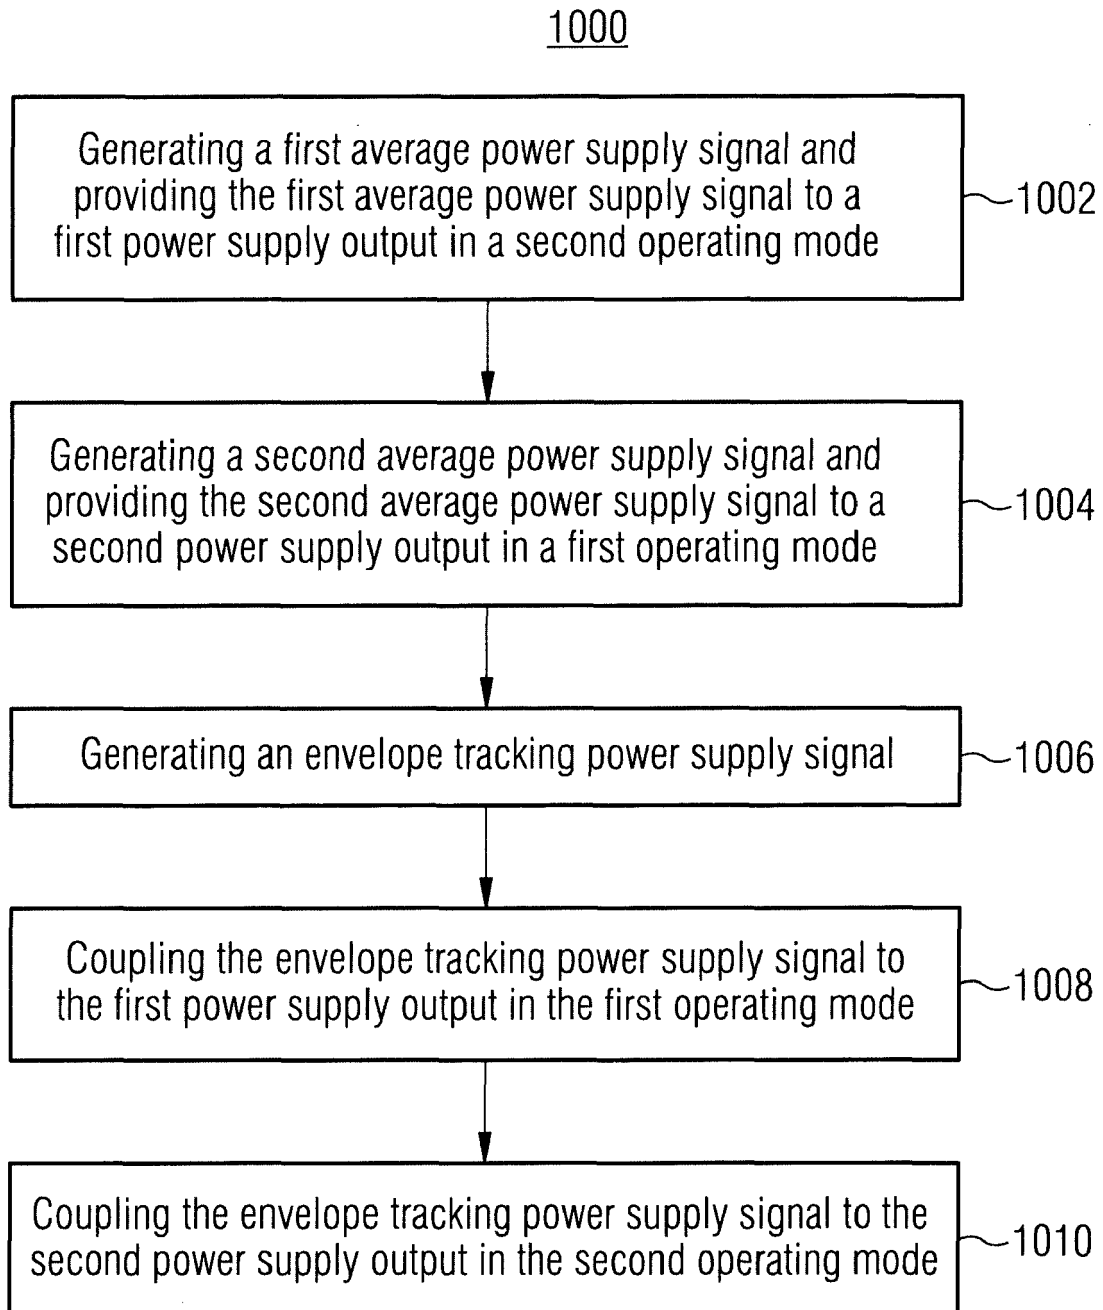 1000
Generating a first average power supply signal and
providing the first average power supply signal to a
first power supply output in a second operating mode
1002
Generating a second average power supply signal and
providing the second average power supply signal to a
second power supply output in a first operating mode
1004
Generating an envelope tracking power supply signal
1006
Coupling the envelope tracking power supply signal to
the first power supply output in the first operating mode
1008
Coupling the envelope tracking power supply signal to the
second power supply output in the second operating mode
1010